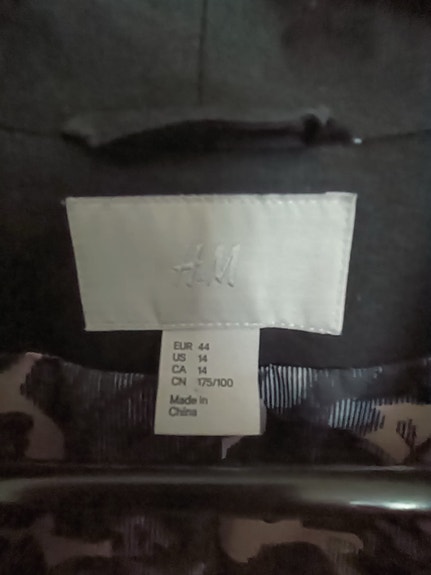 H&M
EUR 44
US 14
CA 14
CN 175/100
Made in
China